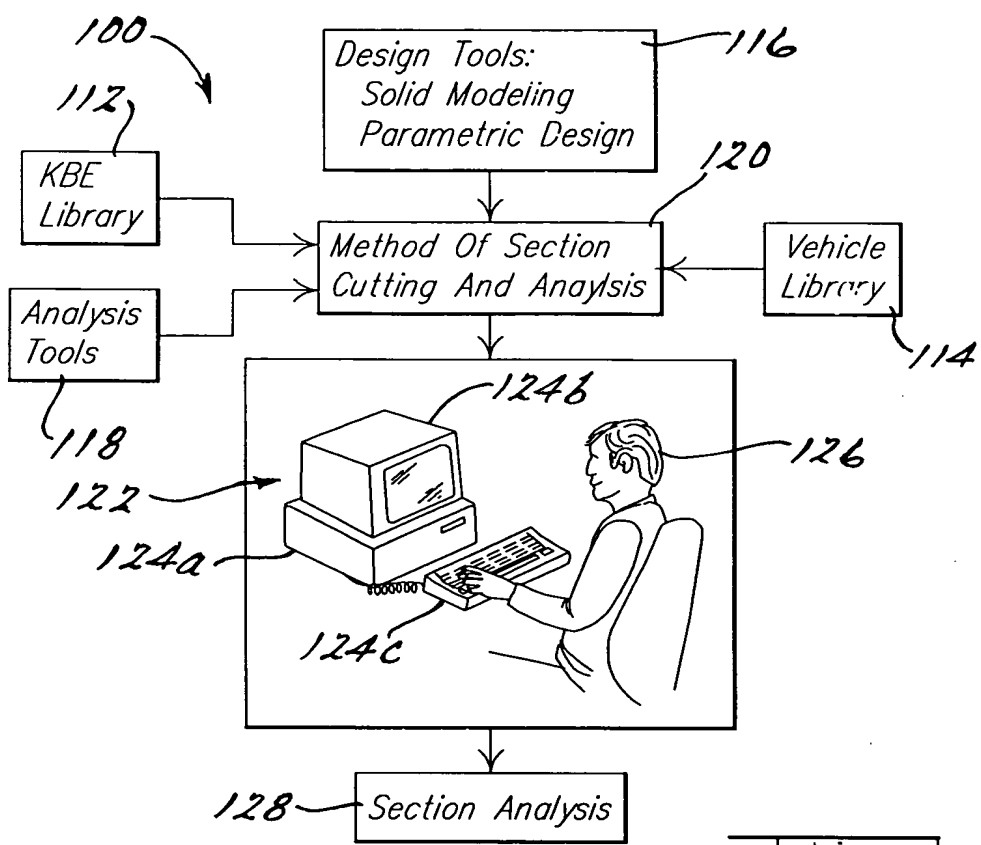 100
116
Design Tools:
Solid Modeling
Parametric Design
112
120
KBE
Library
Method Of Section
Cutting And Anaylsis
Vehicle
Library
Analysis
Tools
114
118
124b
126
122
124a
124c
128
Section Analysis